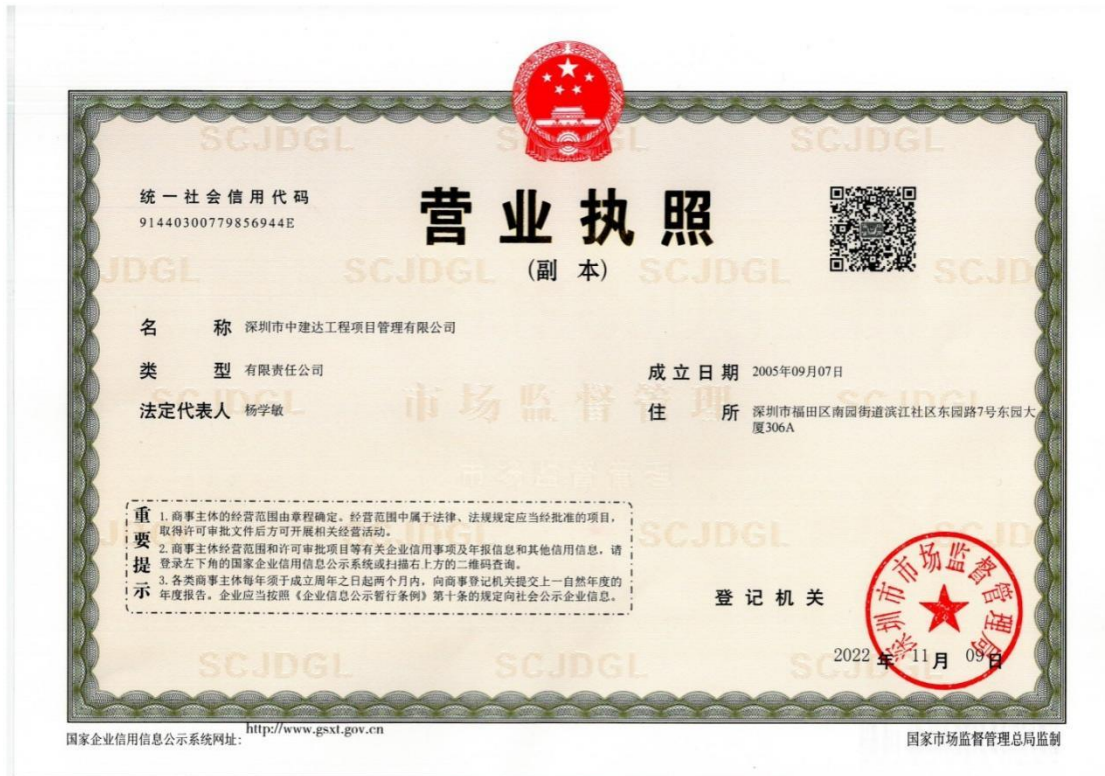 SCJDGL SCJDGL SCJDGL
统一社会信用代码
91440300779856944E
营业执照
(副 本)
JDGL SCJDGL SCJDGL SCJD
名 称 深圳市中建达工程项目管理有限公司
类 型 有限责任公司
成立日期 2005年09月07日
法定代表人 杨学敏
市场监督管理
住 所 深圳市福田区南园街道滨江社区东园路7号东园大
厦306A
重要提示
1. 商事主体的经营范围由章程确定。经营范围中属于法律、法规规定应当经批准的项目，
取得许可审批文件后方可开展相关经营活动。
2. 商事主体经营范围和许可审批项目等有关企业信用事项及年报信息和其他信用信息，请
登录左下角的国家企业信用信息公示系统或扫描右上方的二维码查询。
3. 各类商事主体每年须于成立周年之日起两个月内，向商事登记机关提交上一自然年度的
年度报告。企业应当按照《企业信息公示暂行条例》第十条的规定向社会公示企业信息。
登记机关
深圳市市场监督管理局
2022 年 11 月 09 日
SCJDGL SCJDGL SCJDGL
国家企业信用信息公示系统网址: http://www.gsxt.gov.cn
国家市场监督管理总局监制